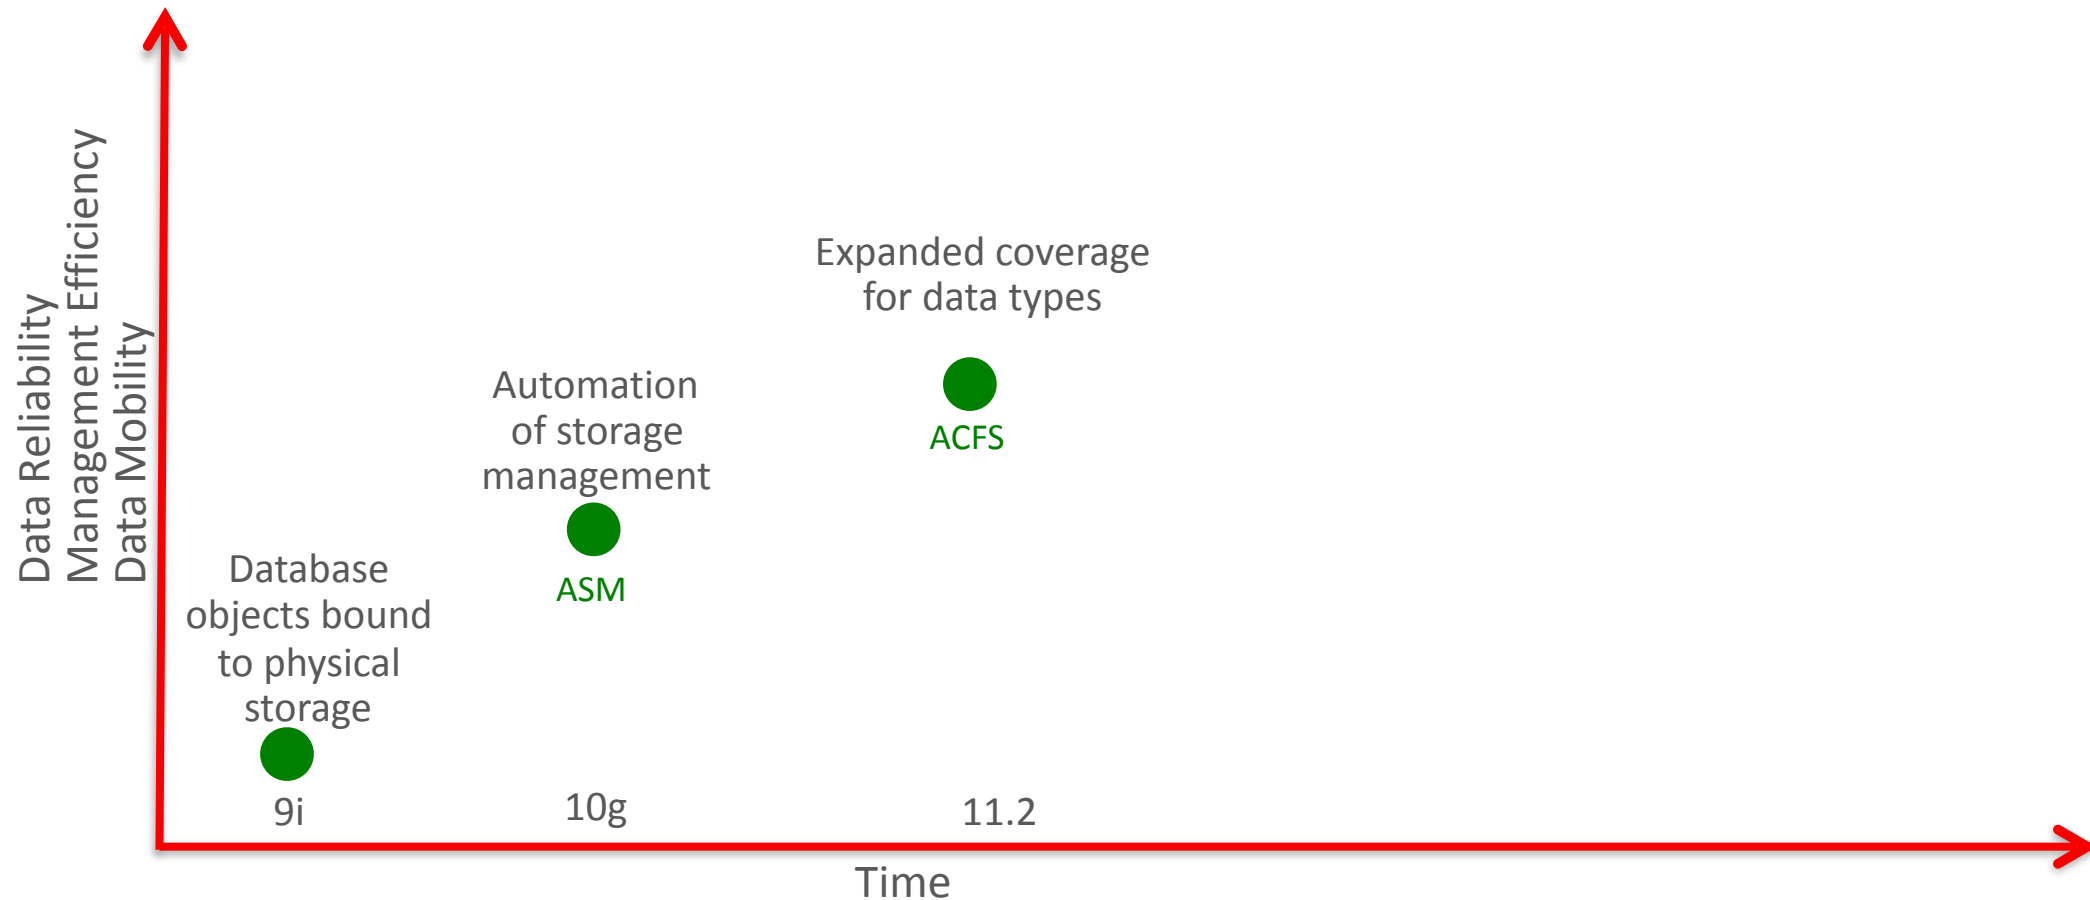 Data Reliability
Management Efficiency
Data Mobility
Expanded coverage
for data types
ACFS
Automation
of storage
management
ASM
Database
objects bound
to physical
storage
9i
10g
11.2
Time